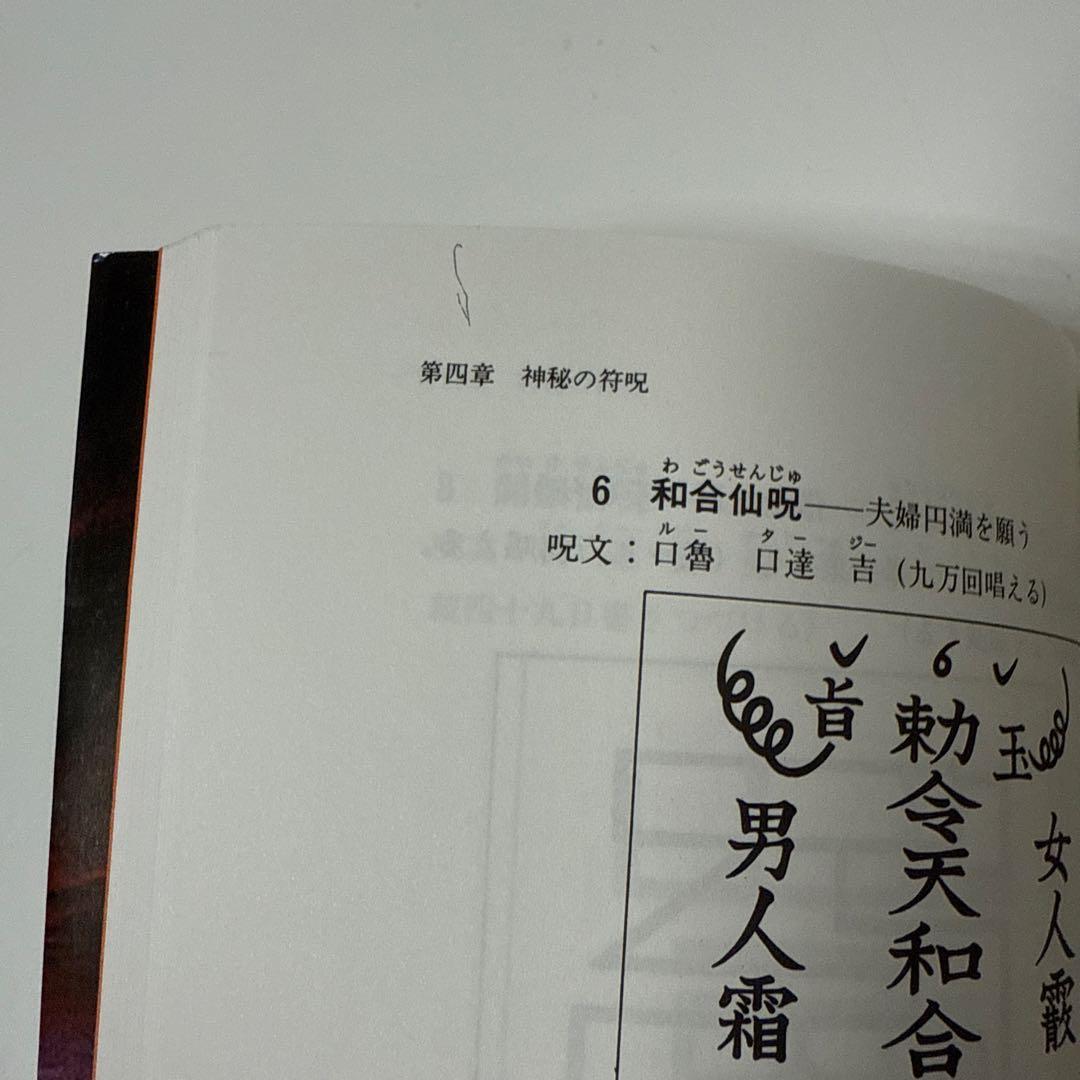 第四章　神秘の符呪
6　和合仙呪――夫婦円満を願う
わごうせんじゅ
呪文：口魯　口達　吉（九万回唱える）
ルー　ター　ジー
玉
女人霰
6
勅令天和合
旨
男人霜